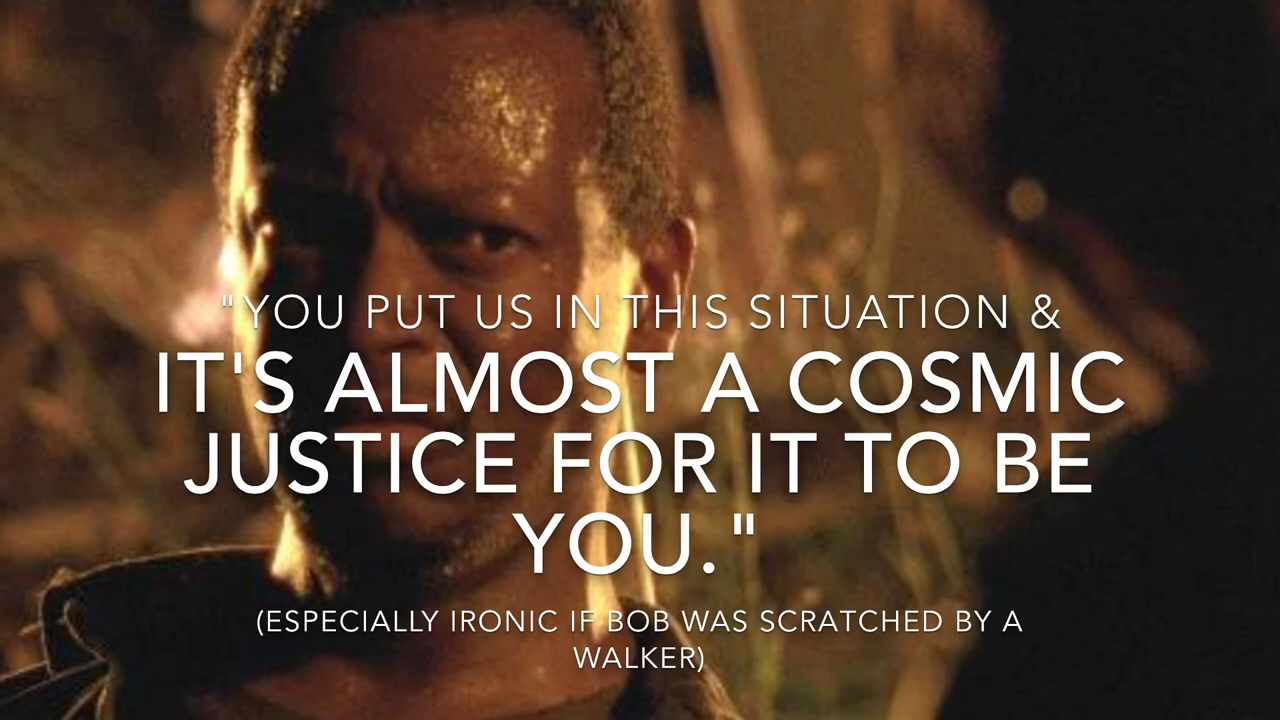 "YOU PUT US IN THIS SITUATION &
IT'S ALMOST A COSMIC
JUSTICE FOR IT TO BE
YOU."
(ESPECIALLY IRONIC IF BOB WAS SCRATCHED BY A
WALKER)